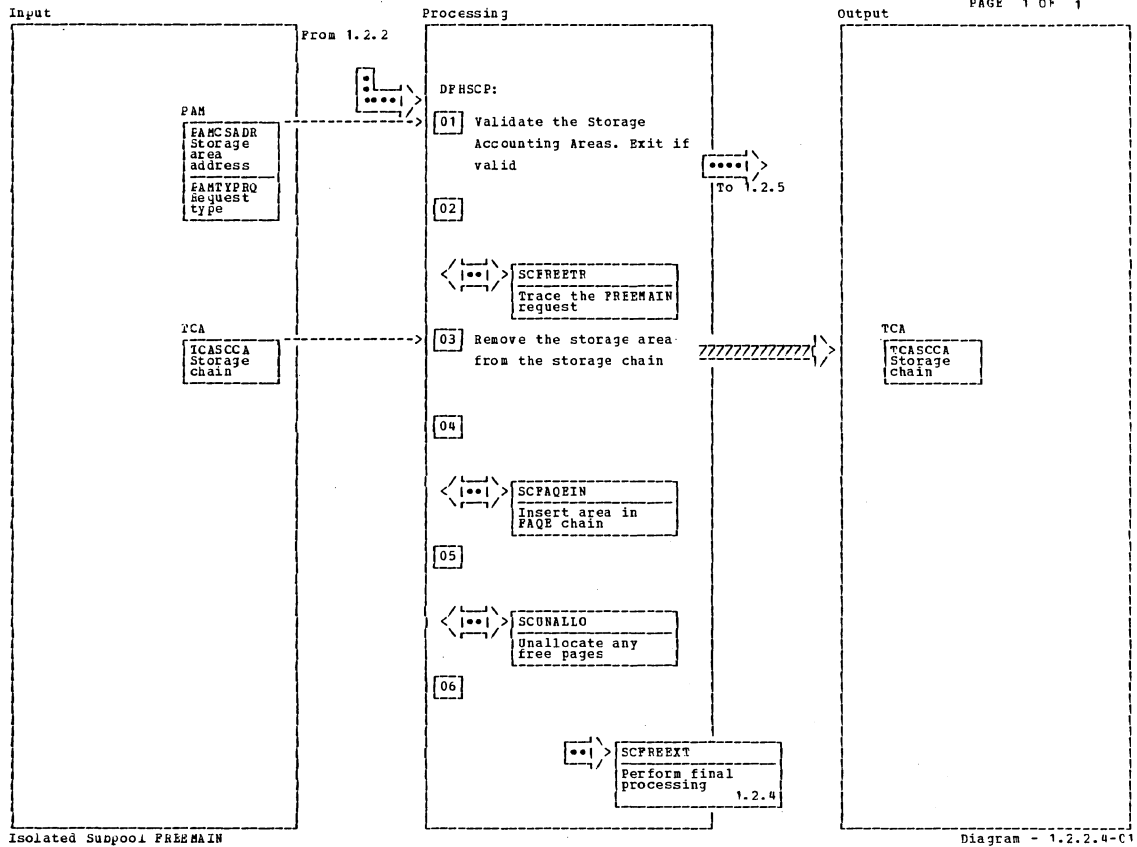 PAGE 1 OF 1
Input
Processing
Output
From 1.2.2
DFHSCP:
PAM
PAMCSADR
Storage
area
address
PAMTYPRQ
Request
type
01 Validate the Storage
Accounting Areas. Exit if
valid
To 1.2.5
02
SCFREETR
Trace the FREEMAIN
request
TCA
TCASCCA
Storage
chain
03 Remove the storage area
from the storage chain
TCA
TCASCCA
Storage
chain
04
SCFAQEIN
Insert area in
FAQE chain
05
SCUNALLO
Unallocate any
free pages
06
SCFREEXT
Perform final
processing
1.2.4
Isolated Subpool FREEMAIN
Diagram - 1.2.2.4-01